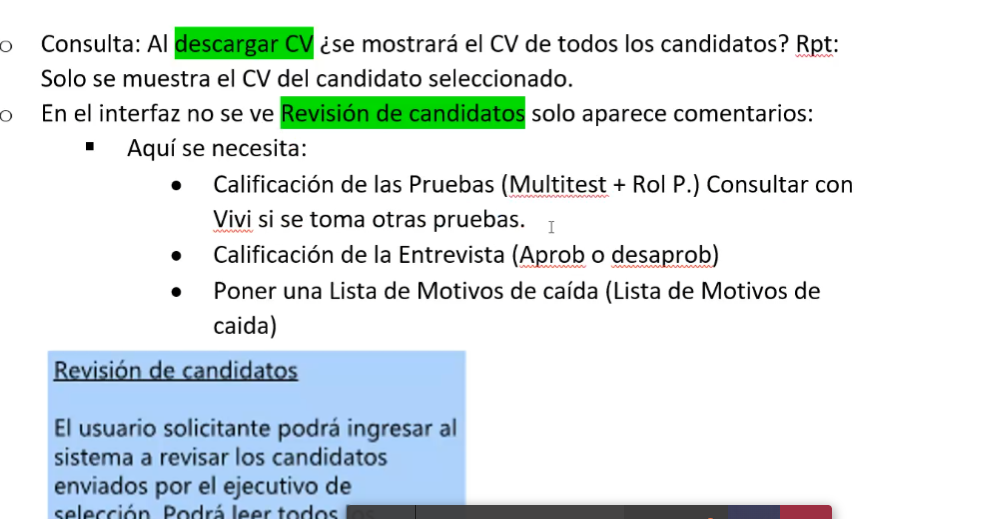 Consulta: Al descargar CV ¿se mostrará el CV de todos los candidatos? Rpt:
Solo se muestra el CV del candidato seleccionado.
En el interfaz no se ve Revisión de candidatos solo aparece comentarios:
Aquí se necesita:
Calificación de las Pruebas (Multitest + Rol P.) Consultar con
Vivi si se toma otras pruebas.
Calificación de la Entrevista (Aprob o desaprob)
Poner una Lista de Motivos de caída (Lista de Motivos de
caida)
Revisión de candidatos
El usuario solicitante podrá ingresar al
sistema a revisar los candidatos
enviados por el ejecutivo de
selección. Podrá leer todos